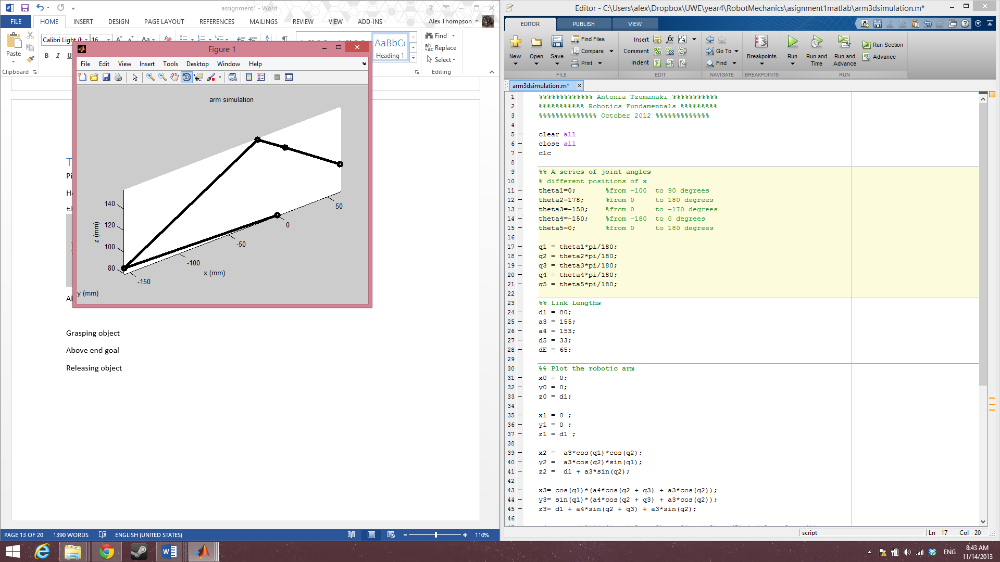 assignment1 - Word
FILE HOME INSERT DESIGN PAGE LAYOUT REFERENCES MAILINGS REVIEW VIEW ADD-INS Alex Thompson
Paste
Calibri Light (H 16
B I U
Clipboard
AaBbCc
Heading 1
Find
Replace
Select
Editing
Figure 1
File Edit View Insert Tools Desktop Window Help
arm simulation
140
120
100
80
z (mm)
50
0
-50
-100
-150
x (mm)
y (mm)
Grasping object
Above end goal
Releasing object
PAGE 13 OF 20 1390 WORDS ENGLISH (UNITED STATES) 110%
Editor - C:\Users\alex\Dropbox\UWE\year4\RobotMechanics\asignment1matlab\arm3dsimulation.m*
EDITOR PUBLISH VIEW
New Open Save
Find Files
Compare
Print
FILE
Insert
Comment
Indent
EDIT
Go To
Find
NAVIGATE
Breakpoints
BREAKPOINTS
Run
Run and Time
Run and Advance
Run Section
Advance
RUN
arm3dsimulation.m*
1 %%%%%%%%%%%%% Antonia Tzemanaki %%%%%%%%%%%
2 %%%%%%%%%%% Robotics Fundamentals %%%%%%%%%
3 %%%%%%%%%%%%%% October 2012 %%%%%%%%%%%%%
4
5 clear all
6 close all
7 clc
8
9 %% A series of joint angles
10 % different positions of x
11 theta1=0; %from -100 to 90 degrees
12 theta2=178; %from 0 to 180 degrees
13 theta3=-150; %from 0 to -170 degrees
14 theta4=-150; %from -180 to 0 degrees
15 theta5=0; %from 0 to 180 degrees
16
17 q1 = theta1*pi/180;
18 q2 = theta2*pi/180;
19 q3 = theta3*pi/180;
20 q4 = theta4*pi/180;
21 q5 = theta5*pi/180;
22
23 %% Link Lengths
24 d1 = 80;
25 a3 = 155;
26 a4 = 153;
27 d5 = 33;
28 dE = 65;
29
30 %% Plot the robotic arm
31 x0 = 0;
32 y0 = 0;
33 z0 = d1;
34
35 x1 = 0 ;
36 y1 = 0 ;
37 z1 = d1 ;
38
39 x2 = a3*cos(q1)*cos(q2);
40 y2 = a3*cos(q2)*sin(q1);
41 z2 = d1 + a3*sin(q2);
42
43 x3= cos(q1)*(a4*cos(q2 + q3) + a3*cos(q2));
44 y3= sin(q1)*(a4*cos(q2 + q3) + a3*cos(q2));
45 z3= d1 + a4*sin(q2 + q3) + a3*sin(q2);
46
script Ln 17 Col 20
ENG
8:43 AM
11/14/2013